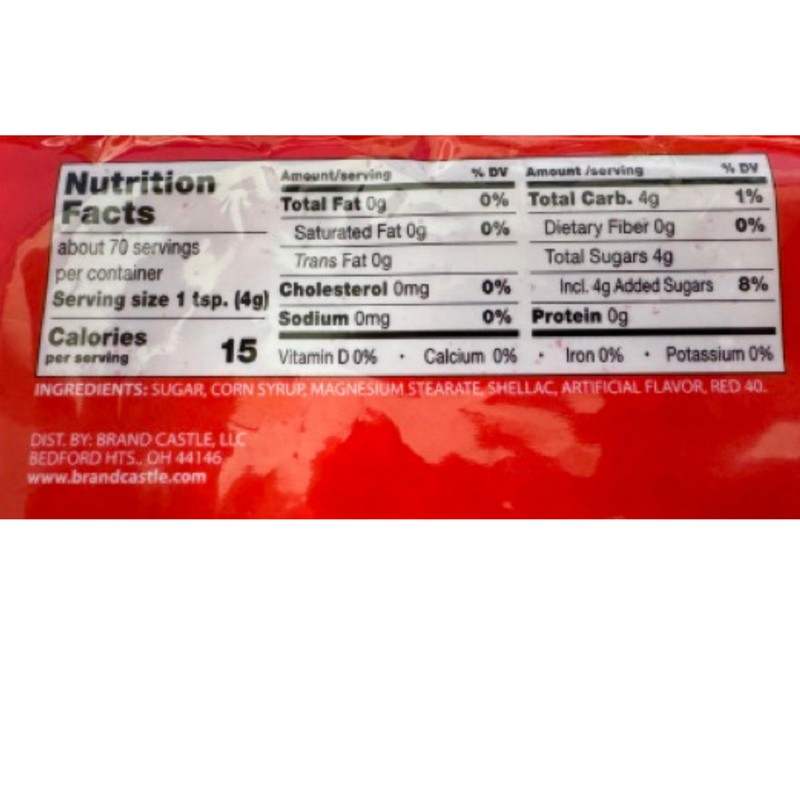 Nutrition
Facts
about 70 servings
per container
Serving size 1 tsp. (4g)
Calories
per serving 15
Amount/serving % DV
Total Fat 0g 0%
Saturated Fat 0g 0%
Trans Fat 0g
Cholesterol 0mg 0%
Sodium 0mg 0%
Amount /serving % DV
Total Carb. 4g 1%
Dietary Fiber 0g 0%
Total Sugars 4g
Incl. 4g Added Sugars 8%
Protein 0g
Vitamin D 0% • Calcium 0% • Iron 0% • Potassium 0%
INGREDIENTS: SUGAR, CORN SYRUP, MAGNESIUM STEARATE, SHELLAC, ARTIFICIAL FLAVOR, RED 40.
DIST. BY: BRAND CASTLE, LLC
BEDFORD HTS., OH 44146
www.brandcastle.com